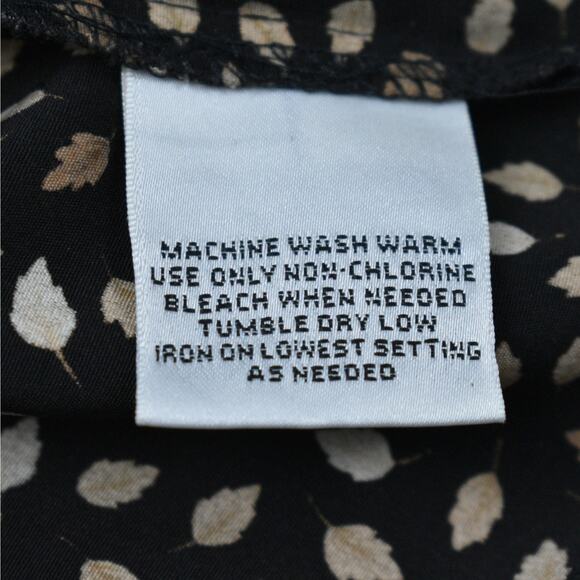 MACHINE WASH WARM
USE ONLY NON-CHLORINE
BLEACH WHEN NEEDED
TUMBLE DRY LOW
IRON ON LOWEST SETTING
AS NEEDED